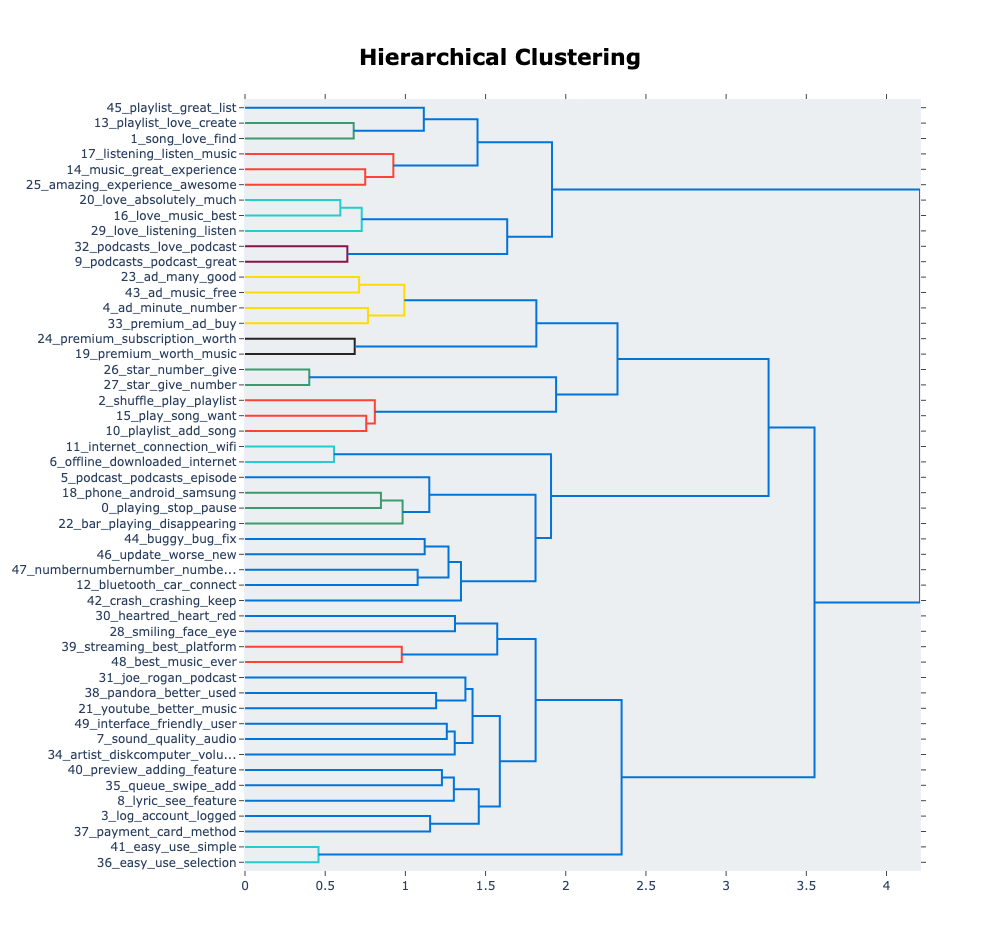 Hierarchical Clustering
45_playlist_great_list
13_playlist_love_create
1_song_love_find
17_listening_listen_music
14_music_great_experience
25_amazing_experience_awesome
20_love_absolutely_much
16_love_music_best
29_love_listening_listen
32_podcasts_love_podcast
9_podcasts_podcast_great
23_ad_many_good
43_ad_music_free
4_ad_minute_number
33_premium_ad_buy
24_premium_subscription_worth
19_premium_worth_music
26_star_number_give
27_star_give_number
2_shuffle_play_playlist
15_play_song_want
10_playlist_add_song
11_internet_connection_wifi
6_offline_downloaded_internet
5_podcast_podcasts_episode
18_phone_android_samsung
0_playing_stop_pause
22_bar_playing_disappearing
44_buggy_bug_fix
46_update_worse_new
47_numbernumbernumber_numbe...
12_bluetooth_car_connect
42_crash_crashing_keep
30_heartred_heart_red
28_smiling_face_eye
39_streaming_best_platform
48_best_music_ever
31_joe_rogan_podcast
38_pandora_better_used
21_youtube_better_music
49_interface_friendly_user
7_sound_quality_audio
34_artist_diskcomputer_volu...
40_preview_adding_feature
35_queue_swipe_add
8_lyric_see_feature
3_log_account_logged
37_payment_card_method
41_easy_use_simple
36_easy_use_selection
0 0.5 1 1.5 2 2.5 3 3.5 4